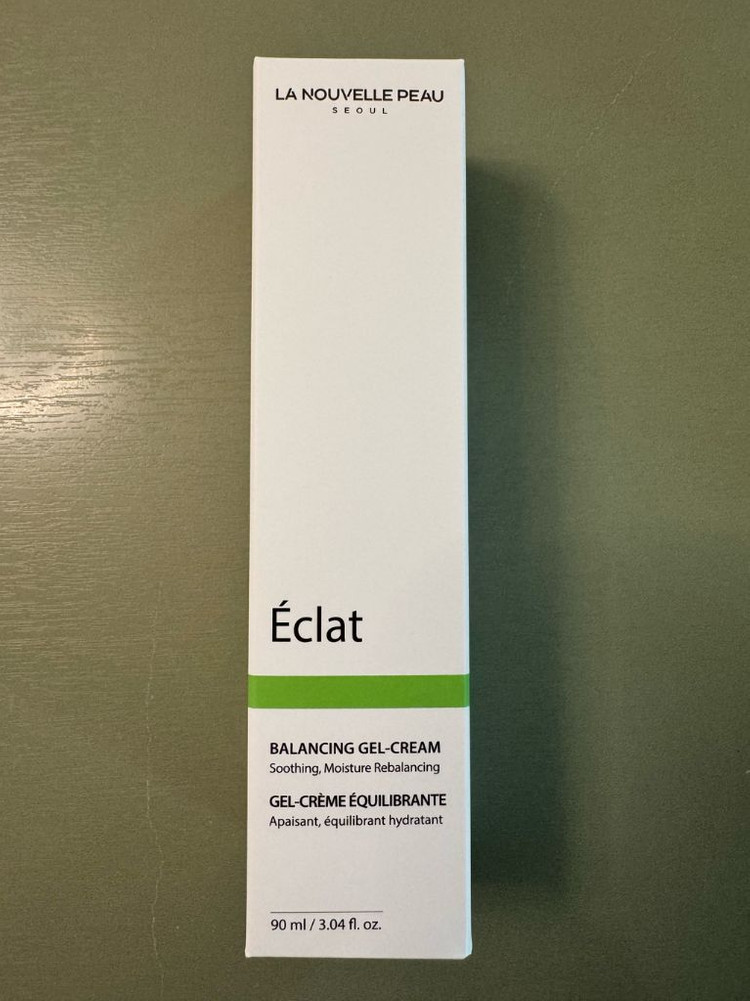 LA NOUVELLE PEAU
SEOUL
Éclat
BALANCING GEL-CREAM
Soothing, Moisture Rebalancing
GEL-CRÈME ÉQUILIBRANTE
Apaisant, équilibrant hydratant
90 ml / 3.04 fl. oz.